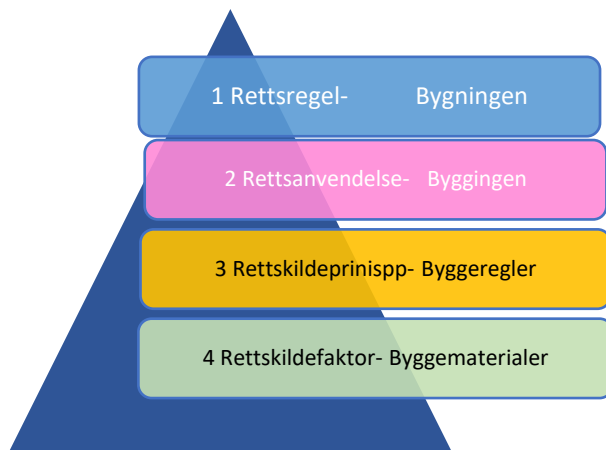 1 Rettsregel- Bygningen
2 Rettsanvendelse- Byggingen
3 Rettskildeprinispp- Byggeregler
4 Rettskildefaktor- Byggematerialer